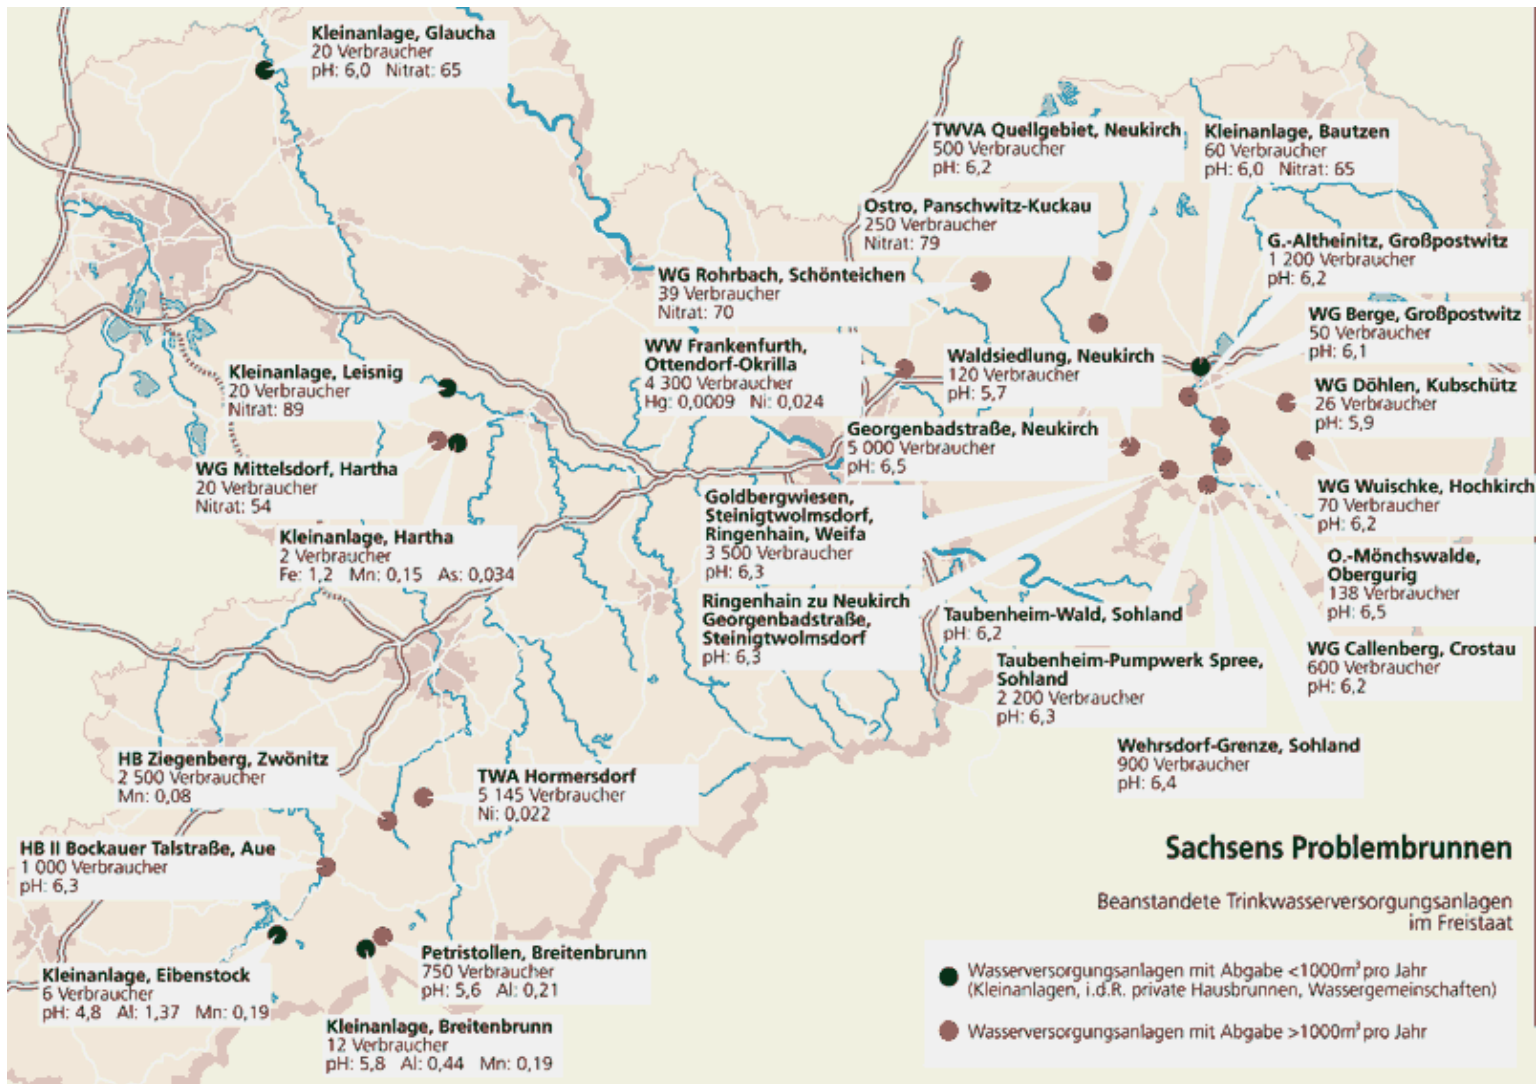 Kleinanlage, Glaucha
20 Verbraucher
pH: 6,0 Nitrat: 65
TWVA Quellgebiet, Neukirch
500 Verbraucher
pH: 6,2
Kleinanlage, Bautzen
60 Verbraucher
pH: 6,0 Nitrat: 65
Ostro, Panschwitz-Kuckau
250 Verbraucher
Nitrat: 79
G.-Altheinitz, Großpostwitz
1 200 Verbraucher
pH: 6,2
WG Rohrbach, Schönteichen
39 Verbraucher
Nitrat: 70
WG Berge, Großpostwitz
50 Verbraucher
pH: 6,1
WW Frankenfurth,
Ottendorf-Okrilla
4 300 Verbraucher
Hg: 0,0009 Ni: 0,024
Waldsiedlung, Neukirch
120 Verbraucher
pH: 5,7
Kleinanlage, Leisnig
20 Verbraucher
Nitrat: 89
WG Döhlen, Kubschütz
26 Verbraucher
pH: 5,9
Georgenbadstraße, Neukirch
5 000 Verbraucher
pH: 6,5
WG Mittelsdorf, Hartha
20 Verbraucher
Nitrat: 54
WG Wuischke, Hochkirch
70 Verbraucher
pH: 6,2
Goldbergwiesen,
Steinigtwolmsdorf,
Ringenhain, Weifa
3 500 Verbraucher
pH: 6,3
Kleinanlage, Hartha
2 Verbraucher
Fe: 1,2 Mn: 0,15 As: 0,034
O.-Mönchswalde,
Obergurig
138 Verbraucher
pH: 6,5
Ringenhain zu Neukirch
Georgenbadstraße,
Steinigtwolmsdorf
pH: 6,3
Taubenheim-Wald, Sohland
pH: 6,2
WG Callenberg, Crostau
600 Verbraucher
pH: 6,2
Taubenheim-Pumpwerk Spree,
Sohland
2 200 Verbraucher
pH: 6,3
Wehrsdorf-Grenze, Sohland
900 Verbraucher
pH: 6,4
HB Ziegenberg, Zwönitz
2 500 Verbraucher
Mn: 0,08
TWA Hormersdorf
5 145 Verbraucher
Ni: 0,022
HB II Bockauer Talstraße, Aue
1 000 Verbraucher
pH: 6,3
Petristollen, Breitenbrunn
750 Verbraucher
pH: 5,6 Al: 0,21
Kleinanlage, Eibenstock
6 Verbraucher
pH: 4,8 Al: 1,37 Mn: 0,19
Kleinanlage, Breitenbrunn
12 Verbraucher
pH: 5,8 Al: 0,44 Mn: 0,19
Sachsens Problembrunnen
Beanstandete Trinkwasserversorgungsanlagen
im Freistaat
Wasserversorgungsanlagen mit Abgabe <1000m³ pro Jahr
(Kleinanlagen, i.d.R. private Hausbrunnen, Wassergemeinschaften)
Wasserversorgungsanlagen mit Abgabe >1000m³ pro Jahr